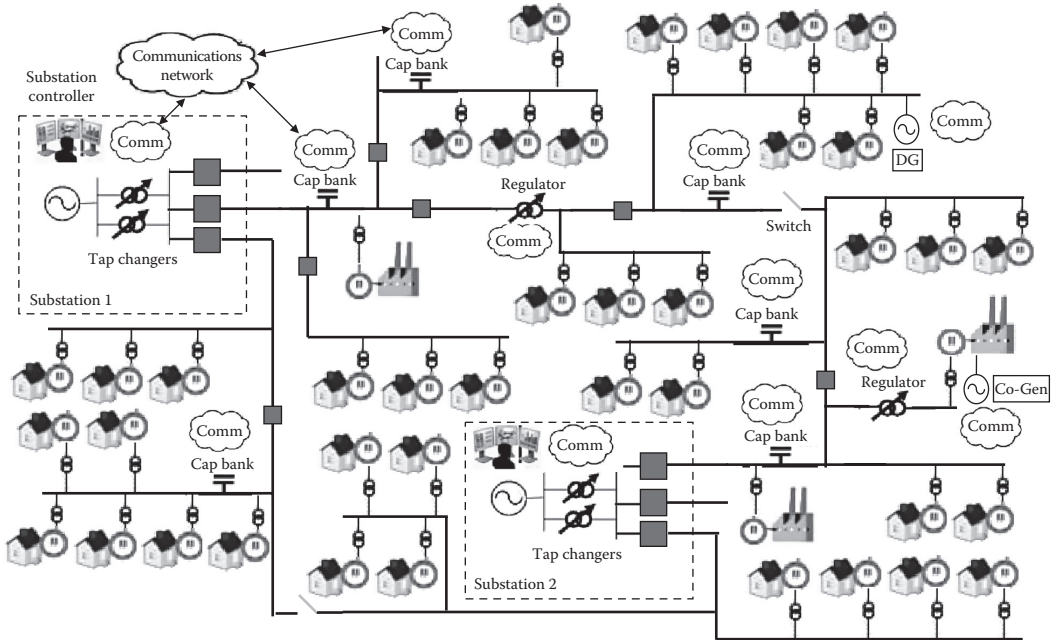 Comm
Cap bank
Communications
network
Substation
controller
Comm
Comm
Cap bank
Comm
Cap bank
Comm
DG
Regulator
Comm
Switch
Tap changers
Substation 1
Comm
Cap bank
Comm
Regulator
Co-Gen
Comm
Comm
Cap bank
Comm
Cap bank
Comm
Tap changers
Substation 2